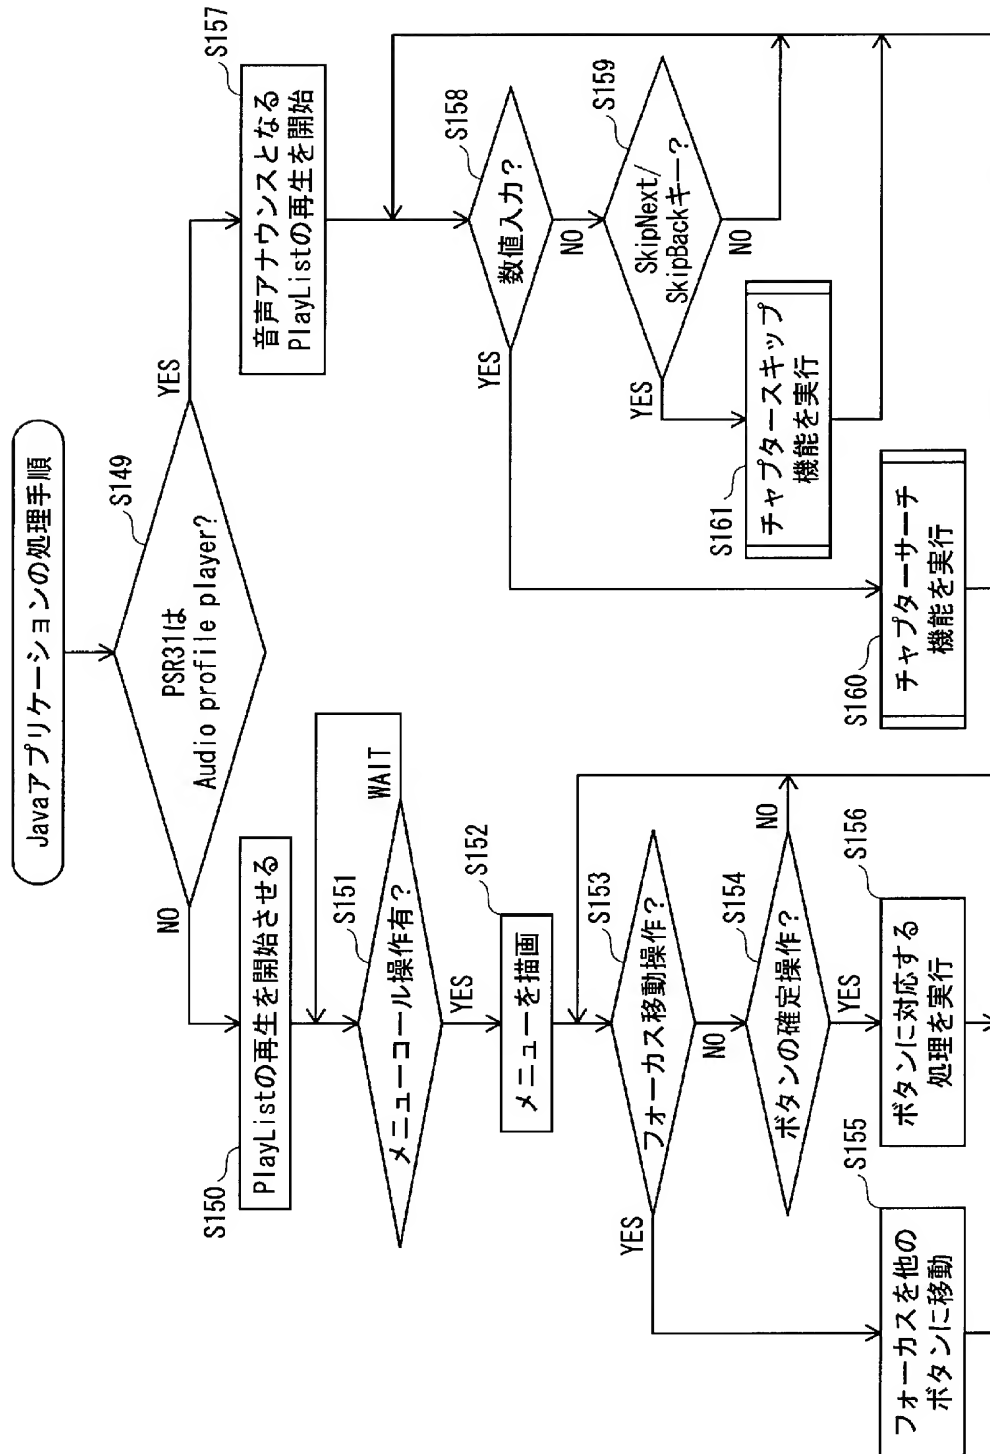 Javaアプリケーションの処理手順
S149
PSR31は
Audio profile player?
NO
YES
S150
PlayListの再生を開始させる
S151
メニューコール操作有？
WAIT
YES
S152
メニューを描画
S153
フォーカス移動操作？
YES
NO
S154
ボタンの確定操作？
NO
YES
S155
フォーカスを他の
ボタンに移動
S156
ボタンに対応する
処理を実行
S157
音声アナウンスとなる
PlayListの再生を開始
S158
数値入力？
YES
NO
S159
SkipNext/
SkipBackキー？
YES
NO
S161
チャプタースキップ
機能を実行
S160
チャプターサーチ
機能を実行